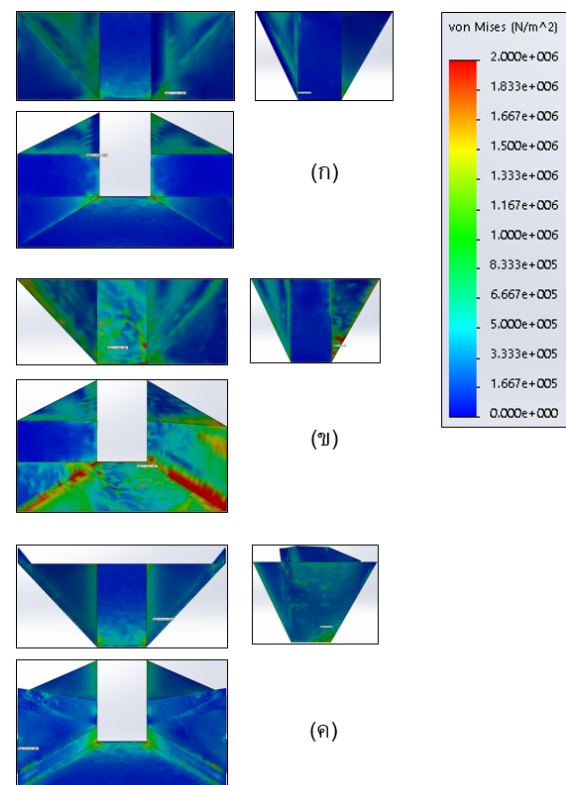 von Mises (N/m^2)
2.000e+006
1.833e+006
1.667e+006
1.500e+006
1.333e+006
1.167e+006
1.000e+006
8.333e+005
6.667e+005
5.000e+005
3.333e+005
1.667e+005
0.000e+000
(ก)
(ข)
(ค)